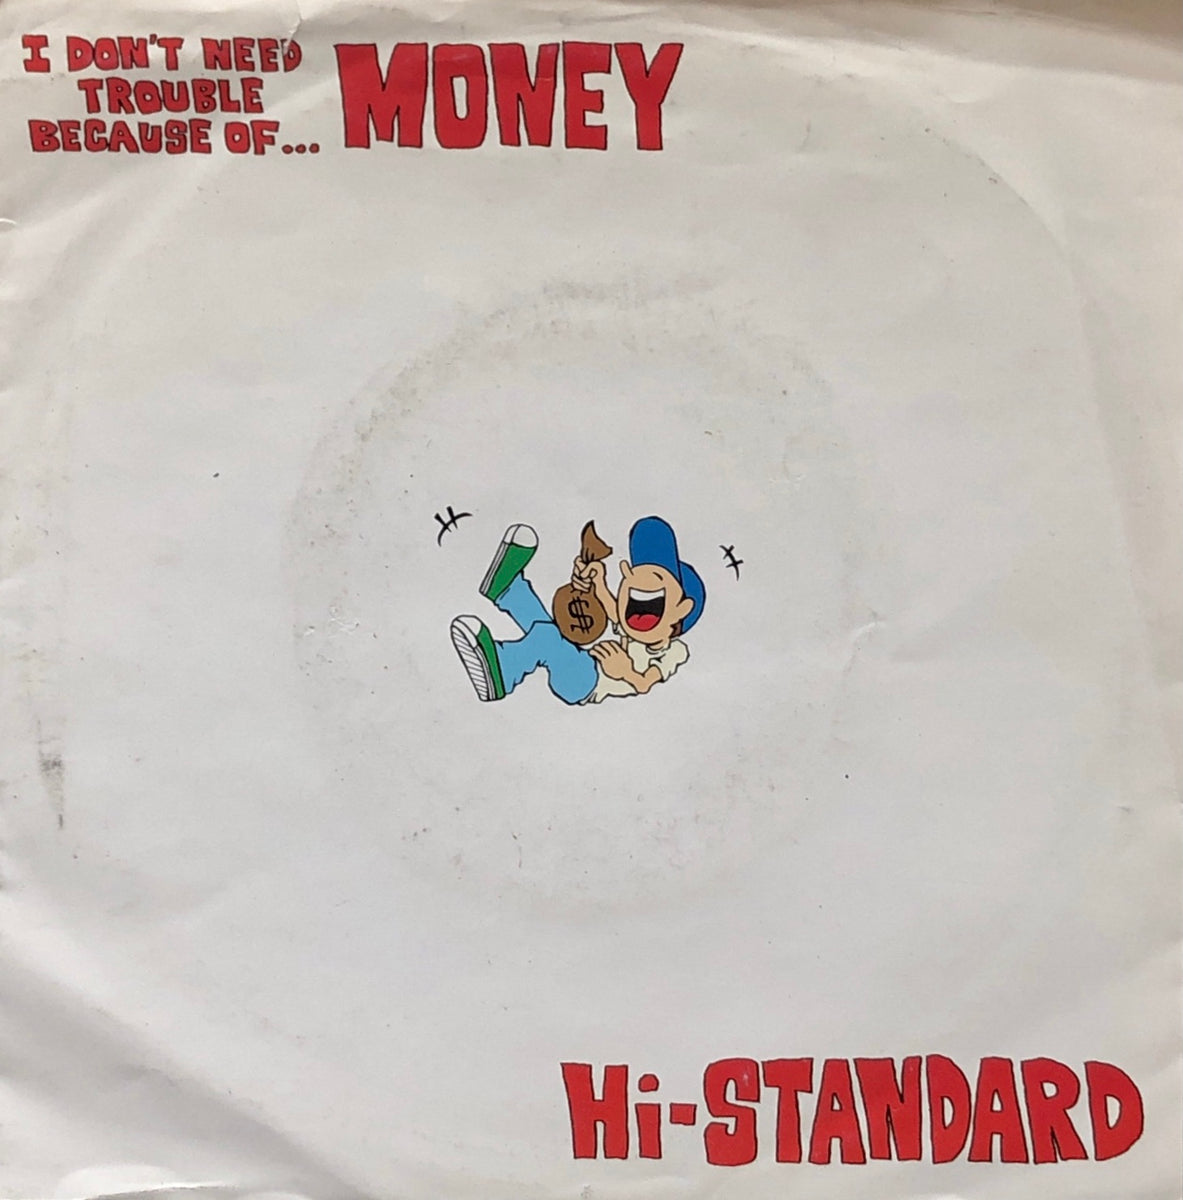 I DON'T NEED
TROUBLE
BECAUSE OF... MONEY
$
Hi-STANDARD